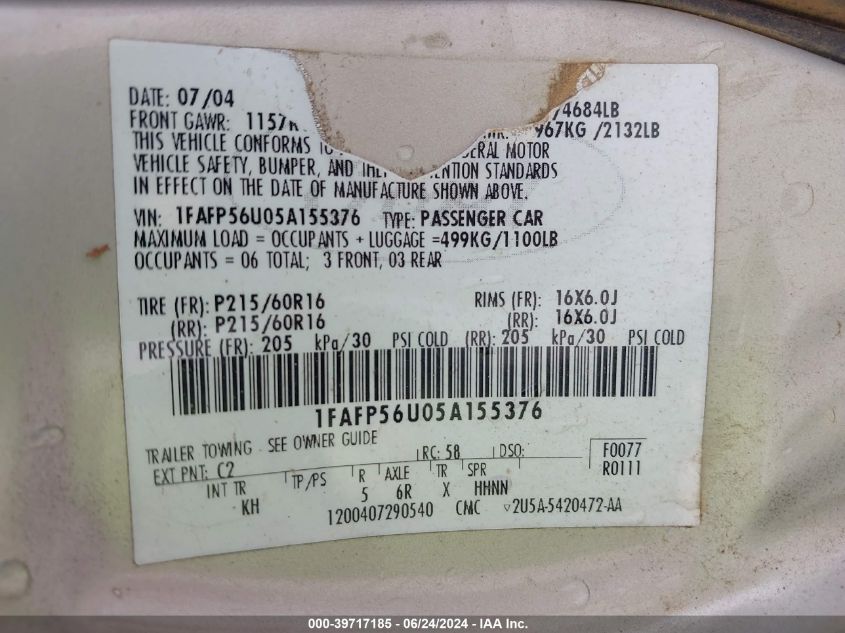 DATE: 07/04
/4684LB
FRONT GAWR: 1157K 967KG /2132LB
THIS VEHICLE CONFORMS MOTOR
VEHICLE SAFETY, BUMPER, AND STANDARDS
IN EFFECT ON THE DATE OF MANUFACTURE SHOWN ABOVE.
VIN: 1FAFP56U05A155376 TYPE: PASSENGER CAR
MAXIMUM LOAD = OCCUPANTS + LUGGAGE =499KG/1100LB
OCCUPANTS = 06 TOTAL; 3 FRONT, 03 REAR
TIRE (FR): P215/60R16 RIMS (FR): 16X6.0J
(RR): P215/60R16 (RR): 16X6.0J
PRESSURE (FR): 205 kPa/30 PSI COLD (RR): 205 kPa/30 PSI COLD
1FAFP56U05A155376
TRAILER TOWING - SEE OWNER GUIDE
EXT PNT: C2 RC: 58 DSO: F0077
R0111
INT TR TP/PS R AXLE TR SPR
KH 5 6R X HHNN
1200407290540 CMC ▽2U5A-5420472-AA
000-39717185 - 06/24/2024 - IAA Inc.